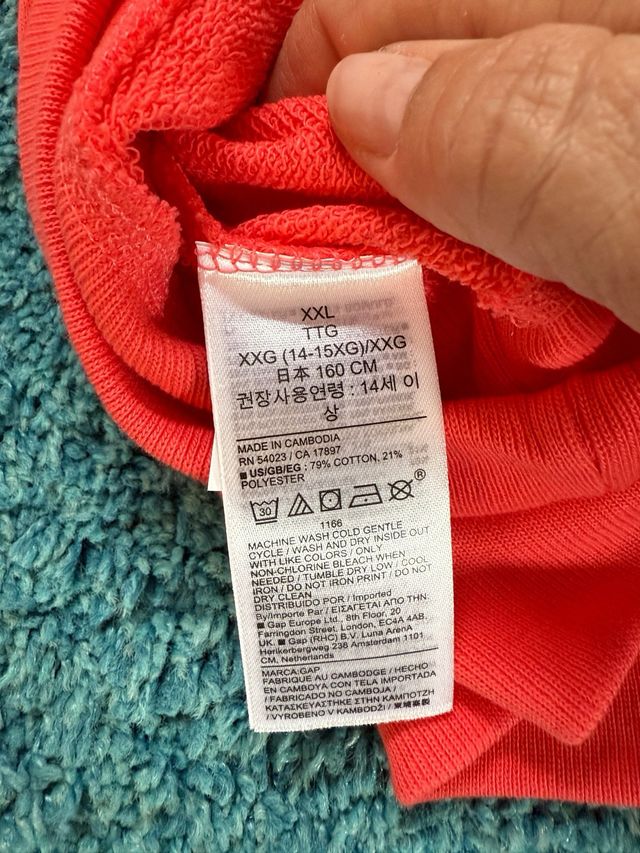 XXL
TTG
XXG (14-15XG)/XXG
日本 160 CM
권장사용연령 : 14세 이
상
MADE IN CAMBODIA
RN 54023 / CA 17897
■ US/GB/EG : 79% COTTON, 21%
POLYESTER
30 ®
1166
MACHINE WASH COLD GENTLE
CYCLE / WASH AND DRY INSIDE OUT
WITH LIKE COLORS / ONLY
NON-CHLORINE BLEACH WHEN
NEEDED / TUMBLE DRY LOW / COOL
IRON / DO NOT IRON PRINT / DO NOT
DRY CLEAN
DISTRIBUIDO POR / Imported
By/Importe Par / ΕΙΣΑΓΕΤΑΙ ΑΠΟ ΤΗΝ.
■ Gap Europe Ltd., 8th Floor, 20
Farringdon Street, London, EC4A 4AB,
UK. ■ Gap (RHC) B.V. Luna ArenA
Herikerbergweg 238 Amsterdam 1101
CM, Netherlands
MARCA:GAP
FABRIQUE AU CAMBODGE / HECHO
EN CAMBOYA CON TELA IMPORTADA
/ FABRICADO NO CAMBOJA /
ΚΑΤΑΣΚΕΥΑΣΤΗΚΕ ΣΤΗΝ ΚΑΜΠΟΤΖΗ
/ VYROBENO V KAMBODŽI / 柬埔寨製